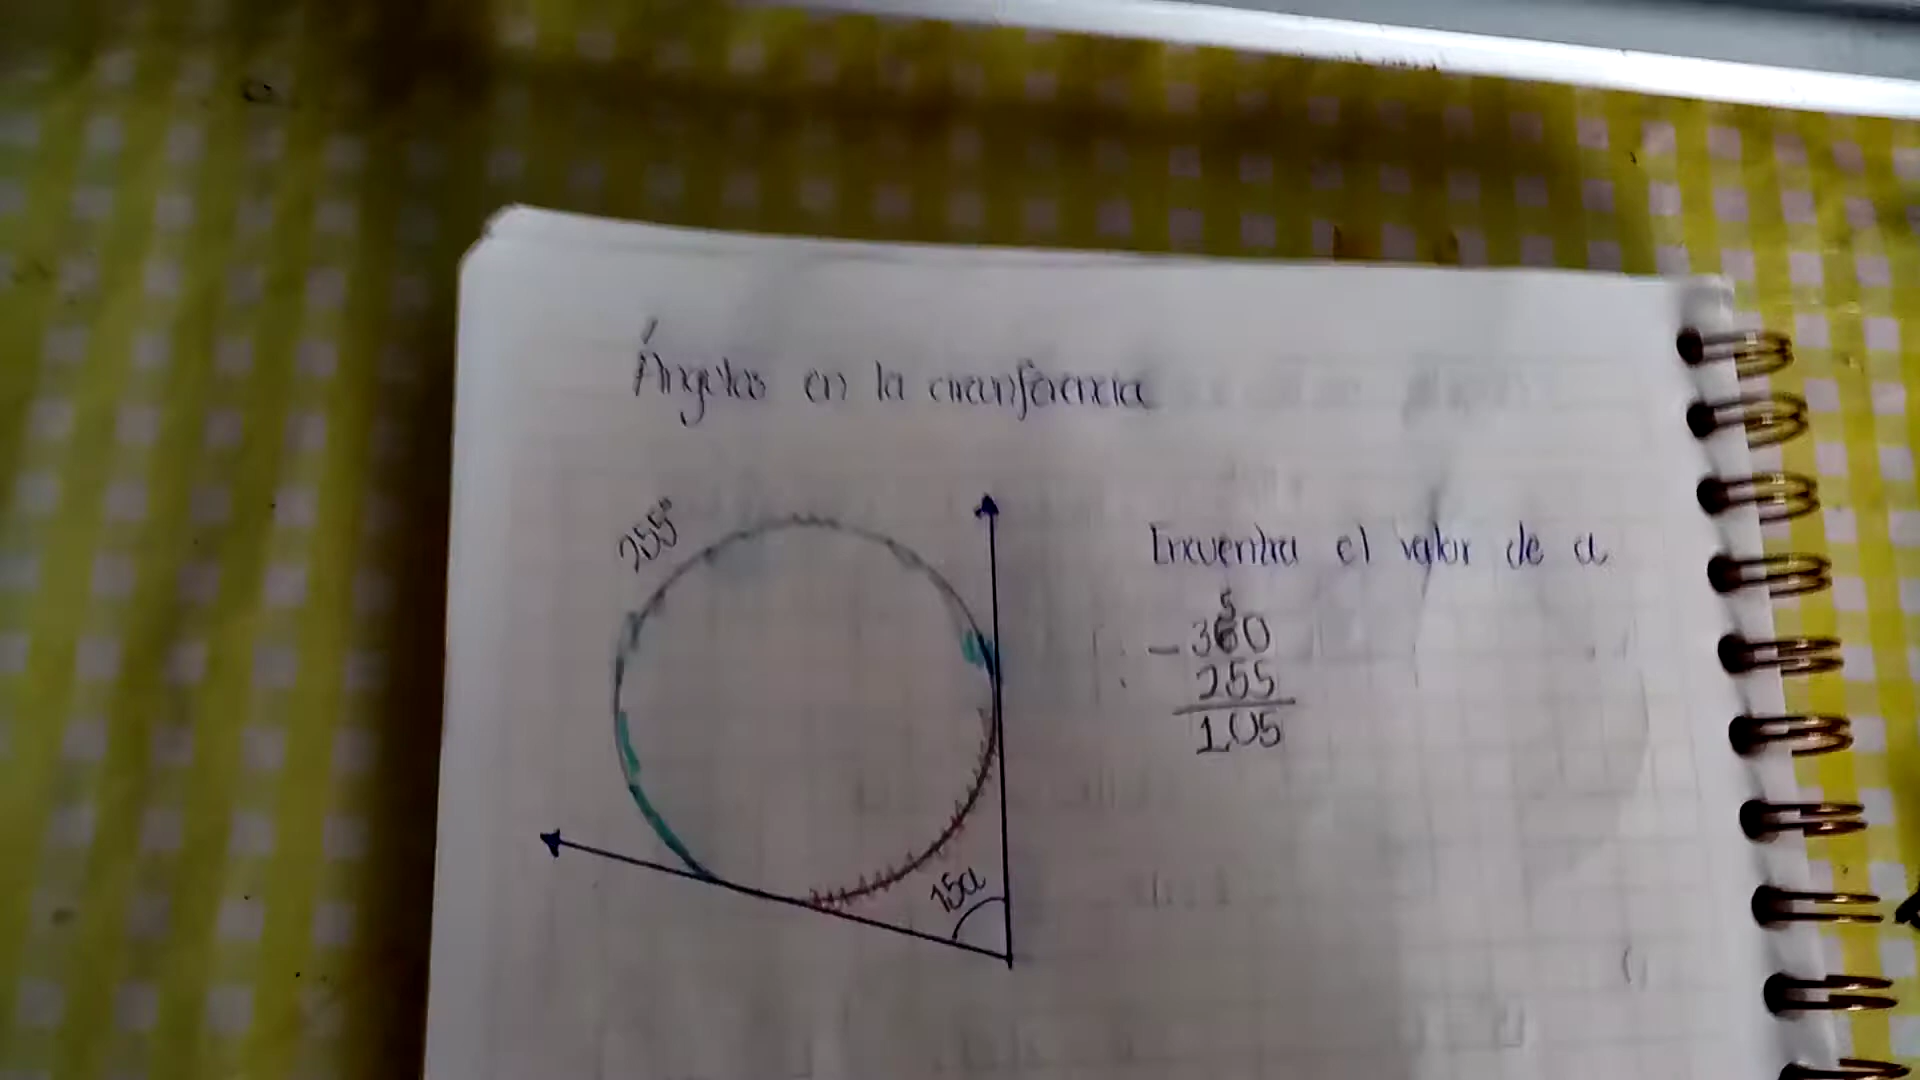 Ángulos en la circunferencia
255°
Encuentra el valor de a
5
- 360
255
105
15a